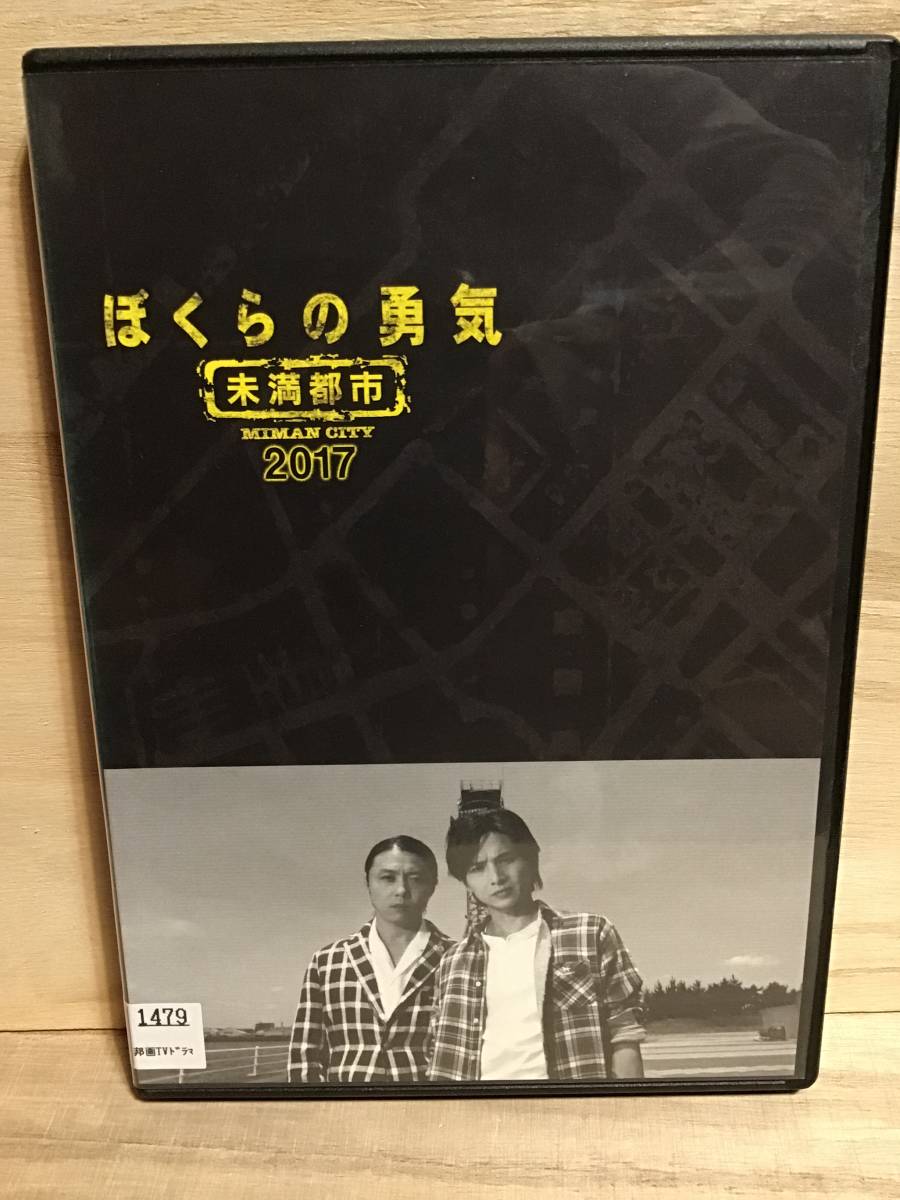 ぼくらの勇気
未満都市
MIMAN CITY
2017
1479
邦画TVドラマ